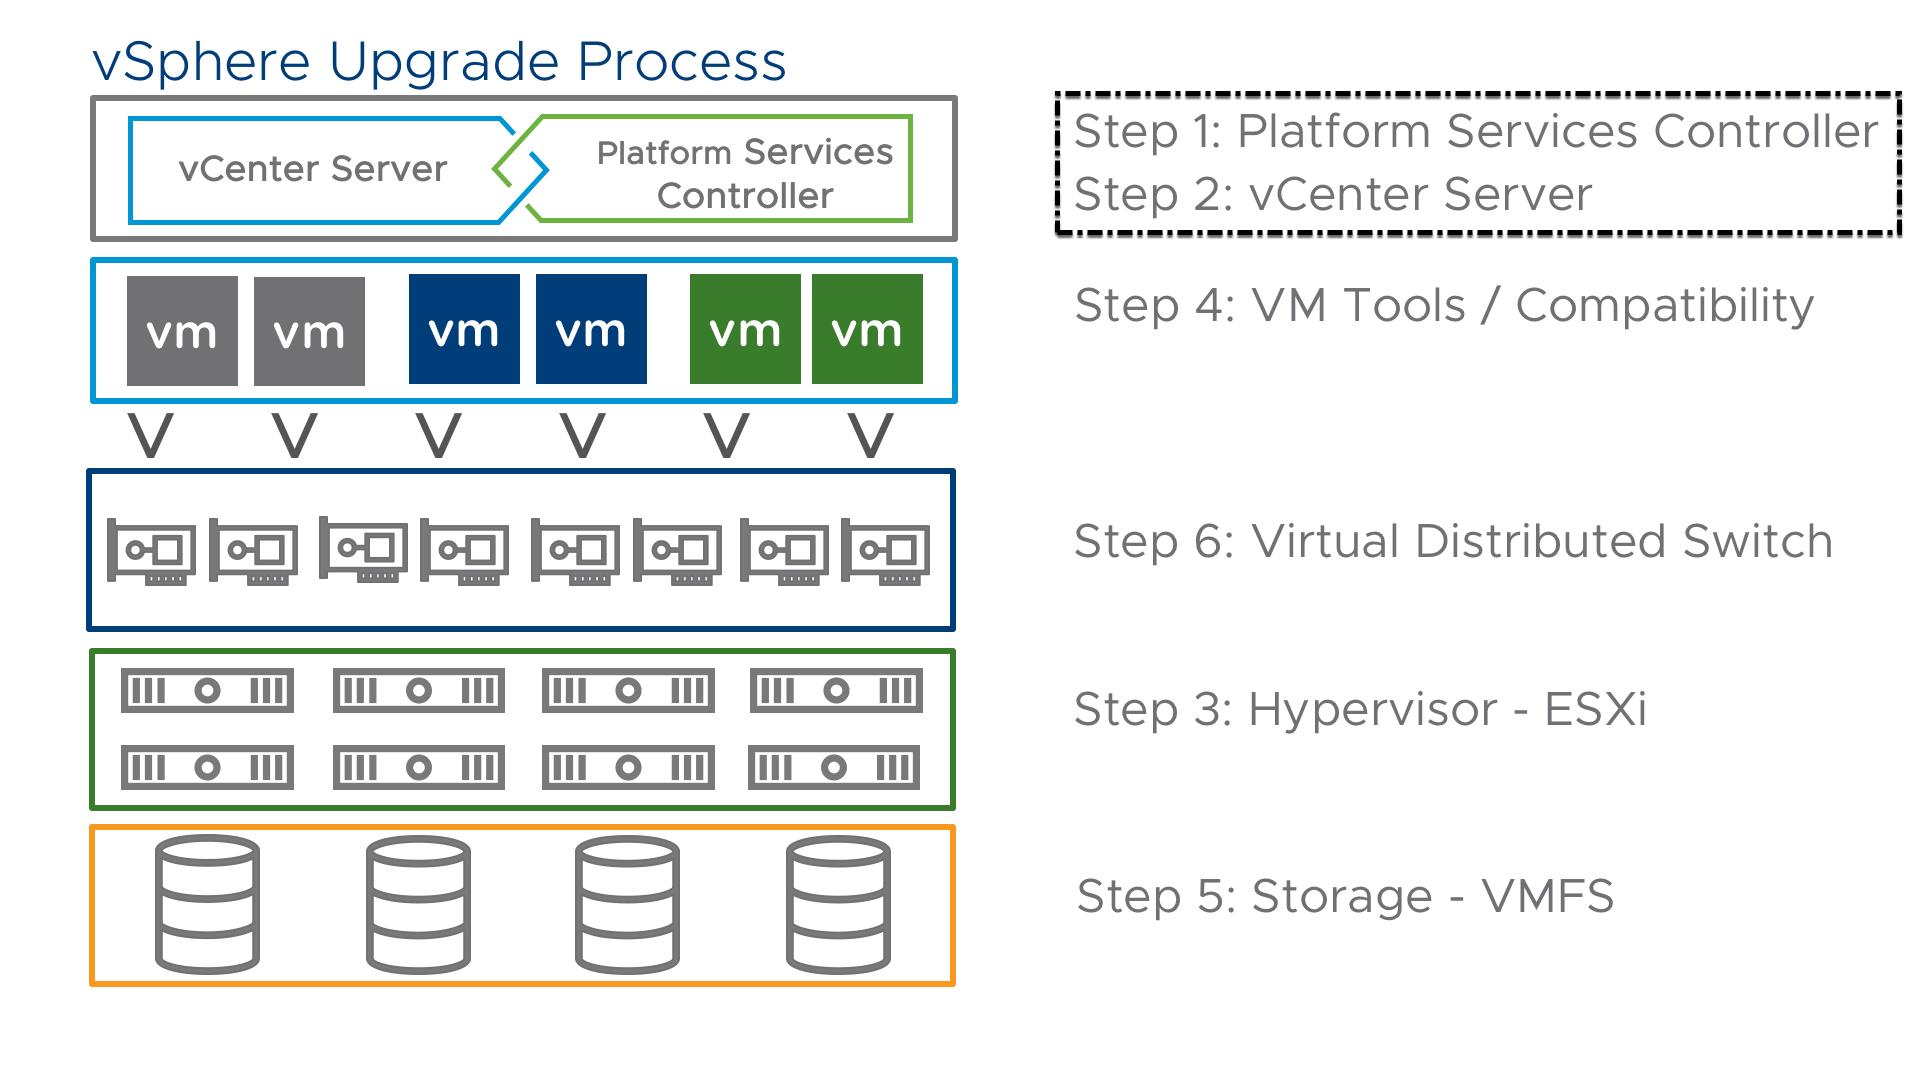 vSphere Upgrade Process
vCenter Server
Platform Services
Controller
Step 1: Platform Services Controller
Step 2: vCenter Server
vm vm vm vm vm vm
Step 4: VM Tools / Compatibility
V V V V V V
Step 6: Virtual Distributed Switch
Step 3: Hypervisor - ESXi
Step 5: Storage - VMFS